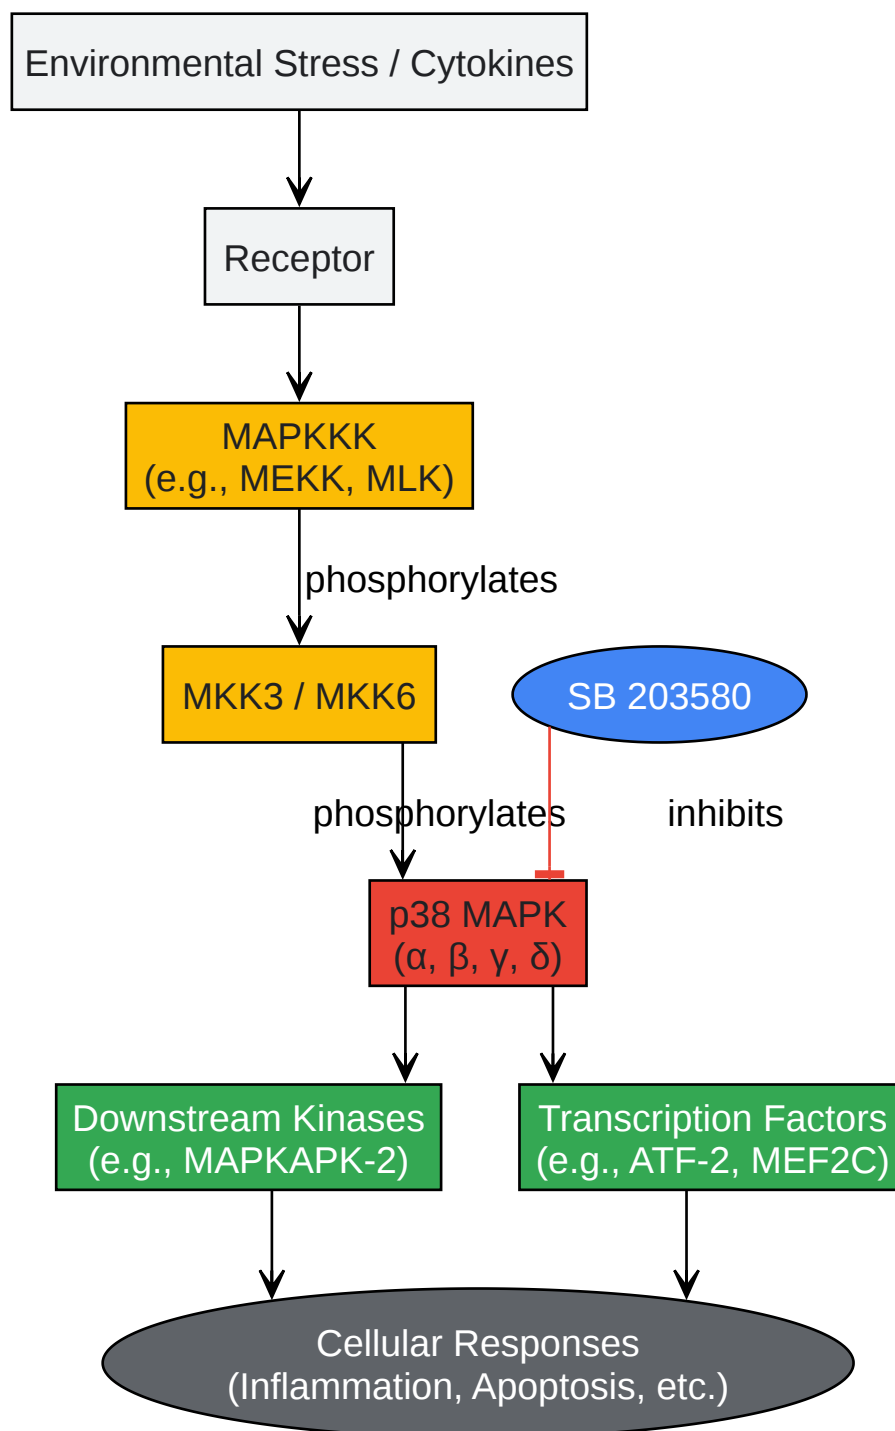 Environmental Stress / Cytokines
Receptor
MAPKKK
(e.g., MEKK, MLK)
phosphorylates
MKK3 / MKK6
SB 203580
phosphorylates
inhibits
p38 MAPK
(α, β, γ, δ)
Downstream Kinases
(e.g., MAPKAPK-2)
Transcription Factors
(e.g., ATF-2, MEF2C)
Cellular Responses
(Inflammation, Apoptosis, etc.)